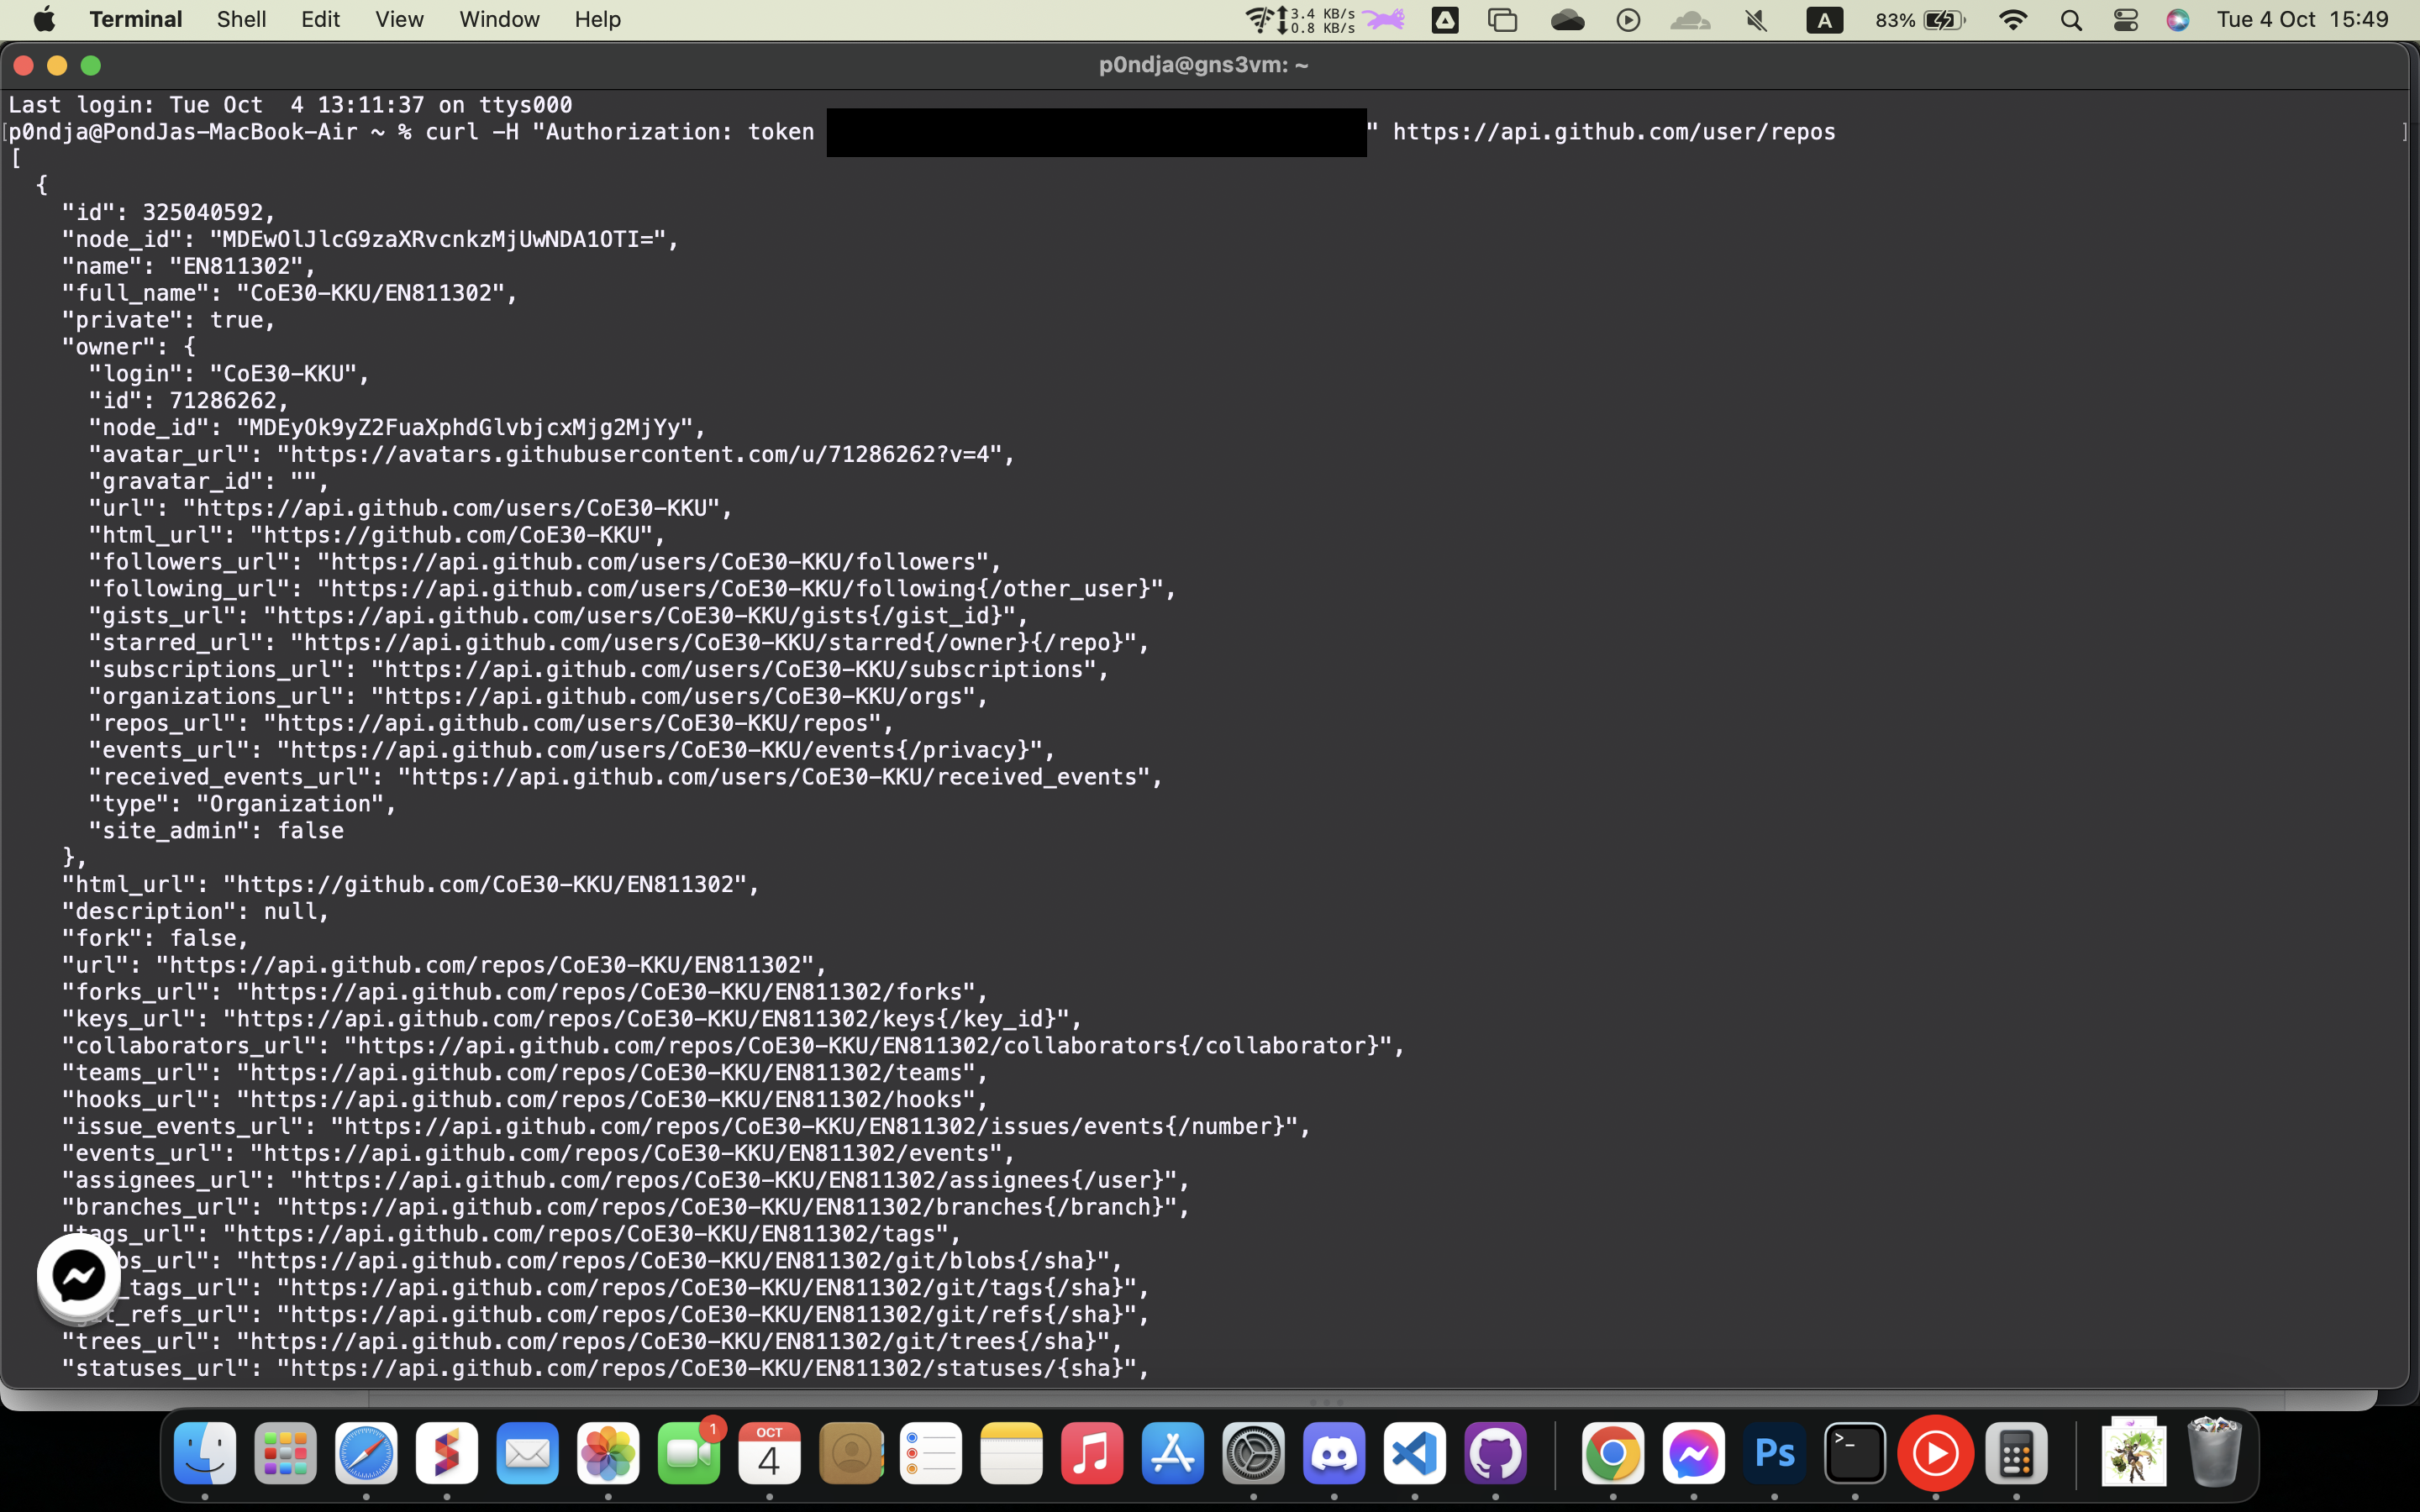 Terminal Shell Edit View Window Help 3.4 KB/s 0.8 KB/s A 83% Tue 4 Oct 15:49
p0ndja@gns3vm: ~
Last login: Tue Oct  4 13:11:37 on ttys000
[p0ndja@PondJas-MacBook-Air ~ % curl -H "Authorization: token " https://api.github.com/user/repos ]
[
  {
    "id": 325040592,
    "node_id": "MDEwOlJlcG9zaXRvcnkzMjUwNDA1OTI=",
    "name": "EN811302",
    "full_name": "CoE30-KKU/EN811302",
    "private": true,
    "owner": {
      "login": "CoE30-KKU",
      "id": 71286262,
      "node_id": "MDEyOk9yZ2FuaXphdGlvbjcxMjg2MjYy",
      "avatar_url": "https://avatars.githubusercontent.com/u/71286262?v=4",
      "gravatar_id": "",
      "url": "https://api.github.com/users/CoE30-KKU",
      "html_url": "https://github.com/CoE30-KKU",
      "followers_url": "https://api.github.com/users/CoE30-KKU/followers",
      "following_url": "https://api.github.com/users/CoE30-KKU/following{/other_user}",
      "gists_url": "https://api.github.com/users/CoE30-KKU/gists{/gist_id}",
      "starred_url": "https://api.github.com/users/CoE30-KKU/starred{/owner}{/repo}",
      "subscriptions_url": "https://api.github.com/users/CoE30-KKU/subscriptions",
      "organizations_url": "https://api.github.com/users/CoE30-KKU/orgs",
      "repos_url": "https://api.github.com/users/CoE30-KKU/repos",
      "events_url": "https://api.github.com/users/CoE30-KKU/events{/privacy}",
      "received_events_url": "https://api.github.com/users/CoE30-KKU/received_events",
      "type": "Organization",
      "site_admin": false
    },
    "html_url": "https://github.com/CoE30-KKU/EN811302",
    "description": null,
    "fork": false,
    "url": "https://api.github.com/repos/CoE30-KKU/EN811302",
    "forks_url": "https://api.github.com/repos/CoE30-KKU/EN811302/forks",
    "keys_url": "https://api.github.com/repos/CoE30-KKU/EN811302/keys{/key_id}",
    "collaborators_url": "https://api.github.com/repos/CoE30-KKU/EN811302/collaborators{/collaborator}",
    "teams_url": "https://api.github.com/repos/CoE30-KKU/EN811302/teams",
    "hooks_url": "https://api.github.com/repos/CoE30-KKU/EN811302/hooks",
    "issue_events_url": "https://api.github.com/repos/CoE30-KKU/EN811302/issues/events{/number}",
    "events_url": "https://api.github.com/repos/CoE30-KKU/EN811302/events",
    "assignees_url": "https://api.github.com/repos/CoE30-KKU/EN811302/assignees{/user}",
    "branches_url": "https://api.github.com/repos/CoE30-KKU/EN811302/branches{/branch}",
    "tags_url": "https://api.github.com/repos/CoE30-KKU/EN811302/tags",
bs_url": "https://api.github.com/repos/CoE30-KKU/EN811302/git/blobs{/sha}",
_tags_url": "https://api.github.com/repos/CoE30-KKU/EN811302/git/tags{/sha}",
    "git_refs_url": "https://api.github.com/repos/CoE30-KKU/EN811302/git/refs{/sha}",
    "trees_url": "https://api.github.com/repos/CoE30-KKU/EN811302/git/trees{/sha}",
    "statuses_url": "https://api.github.com/repos/CoE30-KKU/EN811302/statuses/{sha}",
1 OCT 4 Ps >_